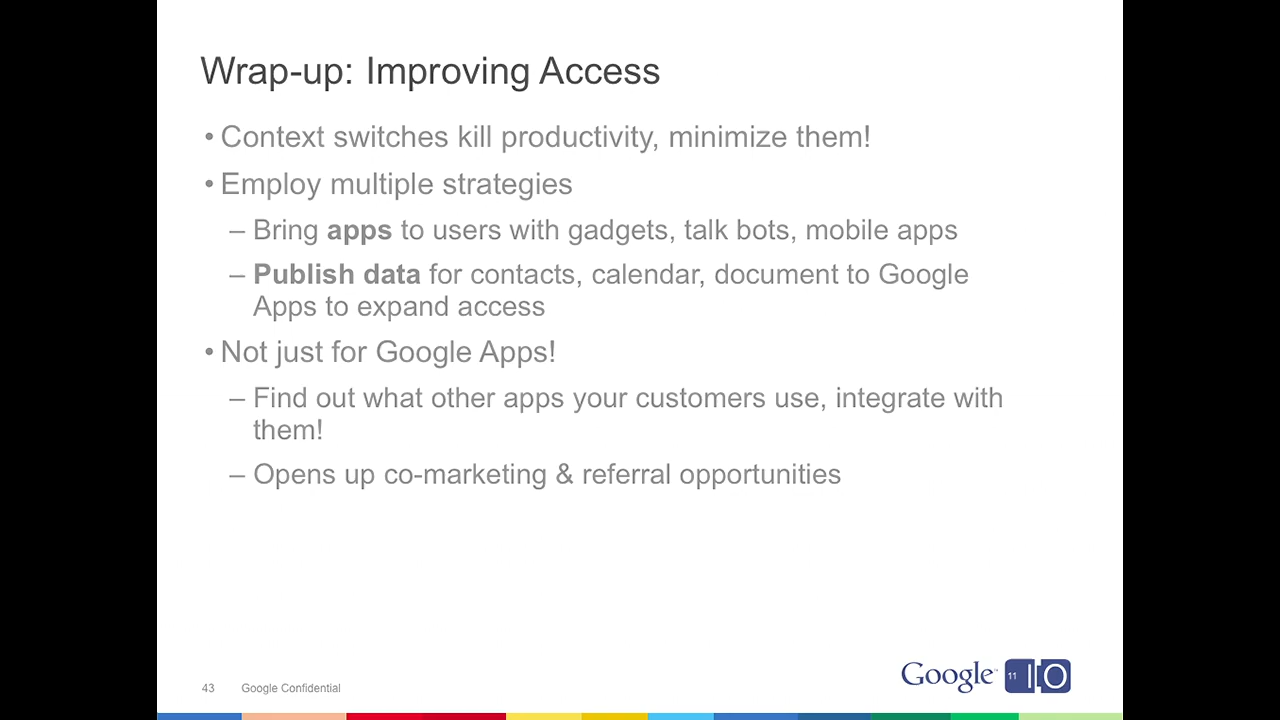 Wrap-up: Improving Access
• Context switches kill productivity, minimize them!
• Employ multiple strategies
– Bring apps to users with gadgets, talk bots, mobile apps
– Publish data for contacts, calendar, document to Google
Apps to expand access
• Not just for Google Apps!
– Find out what other apps your customers use, integrate with
them!
– Opens up co-marketing & referral opportunities
43 Google Confidential
Google™ 11 IO